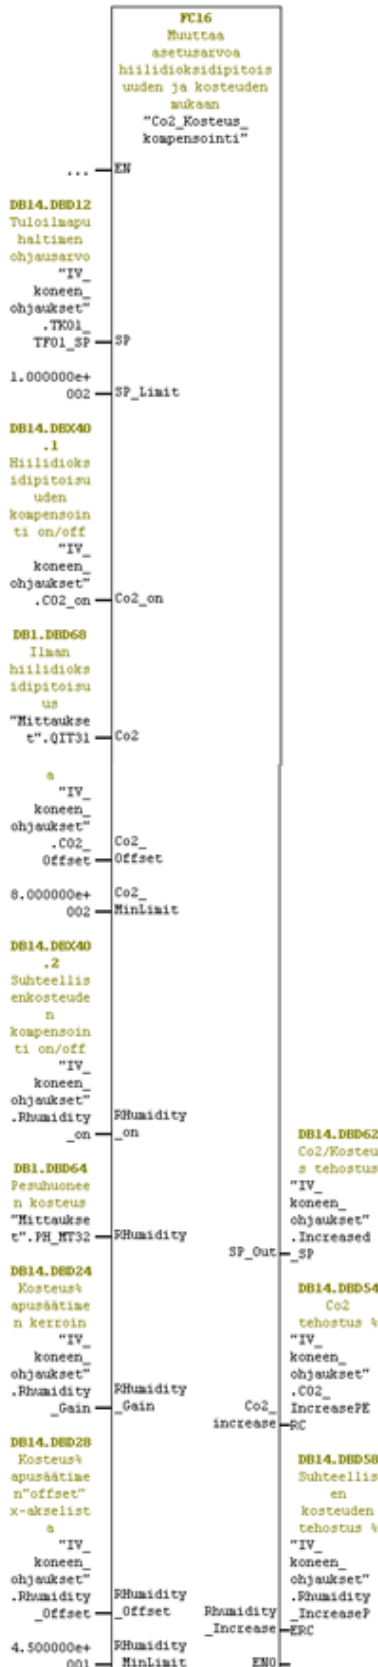 FC16
Muuttaa
asetusarvoa
hiilidioksidipitois
uuden ja kosteuden
mukaan
"Co2_Kosteus_
kompensointi"
... EN
DB14.DBD12
Tuloilmapu
haltimen
ohjausarvo
"IV_
koneen_
ohjaukset"
.TK01_
TF01_SP SP
1.000000e+
002 SP_Limit
DB14.DBX40
.1
Hiilidioks
idipitoisu
uden
kompensoin
ti on/off
"IV_
koneen_
ohjaukset"
.CO2_on Co2_on
DB1.DBD68
Ilman
hiilidioks
idipitoisu
us
"Mittaukse
t".QIT31 Co2
a
"IV_
koneen_
ohjaukset"
.CO2_ Co2_
Offset Offset
8.000000e+ Co2_
002 MinLimit
DB14.DBX40
.2
Suhteellis
enkosteude
n
kompensoin
ti on/off
"IV_
koneen_
ohjaukset"
.Rhumidity RHumidity
_on _on
DB1.DBD64
Pesuhuonee
n kosteus
"Mittaukse
t".PH_MT32 RHumidity
DB14.DBD24
Kosteus%
apusäätime
n kerroin
"IV_
koneen_
ohjaukset"
.Rhumidity RHumidity
_Gain _Gain
DB14.DBD28
Kosteus%
apusäätime
n"offset"
x-akselist
a
"IV_
koneen_
ohjaukset"
.Rhumidity RHumidity
_Offset _Offset
4.500000e+ RHumidity
001 _MinLimit
DB14.DBD62
Co2/Kosteu
s tehostus
"IV_
koneen_
ohjaukset"
.Increased
SP_Out _SP
DB14.DBD54
Co2
tehostus %
"IV_
koneen_
ohjaukset"
.CO2_
Co2_ IncreasePE
increase RC
DB14.DBD58
Suhteellis
en
kosteuden
tehostus %
"IV_
koneen_
ohjaukset"
.Rhumidity
Rhumidity _IncreaseP
_Increase ERC
ENO